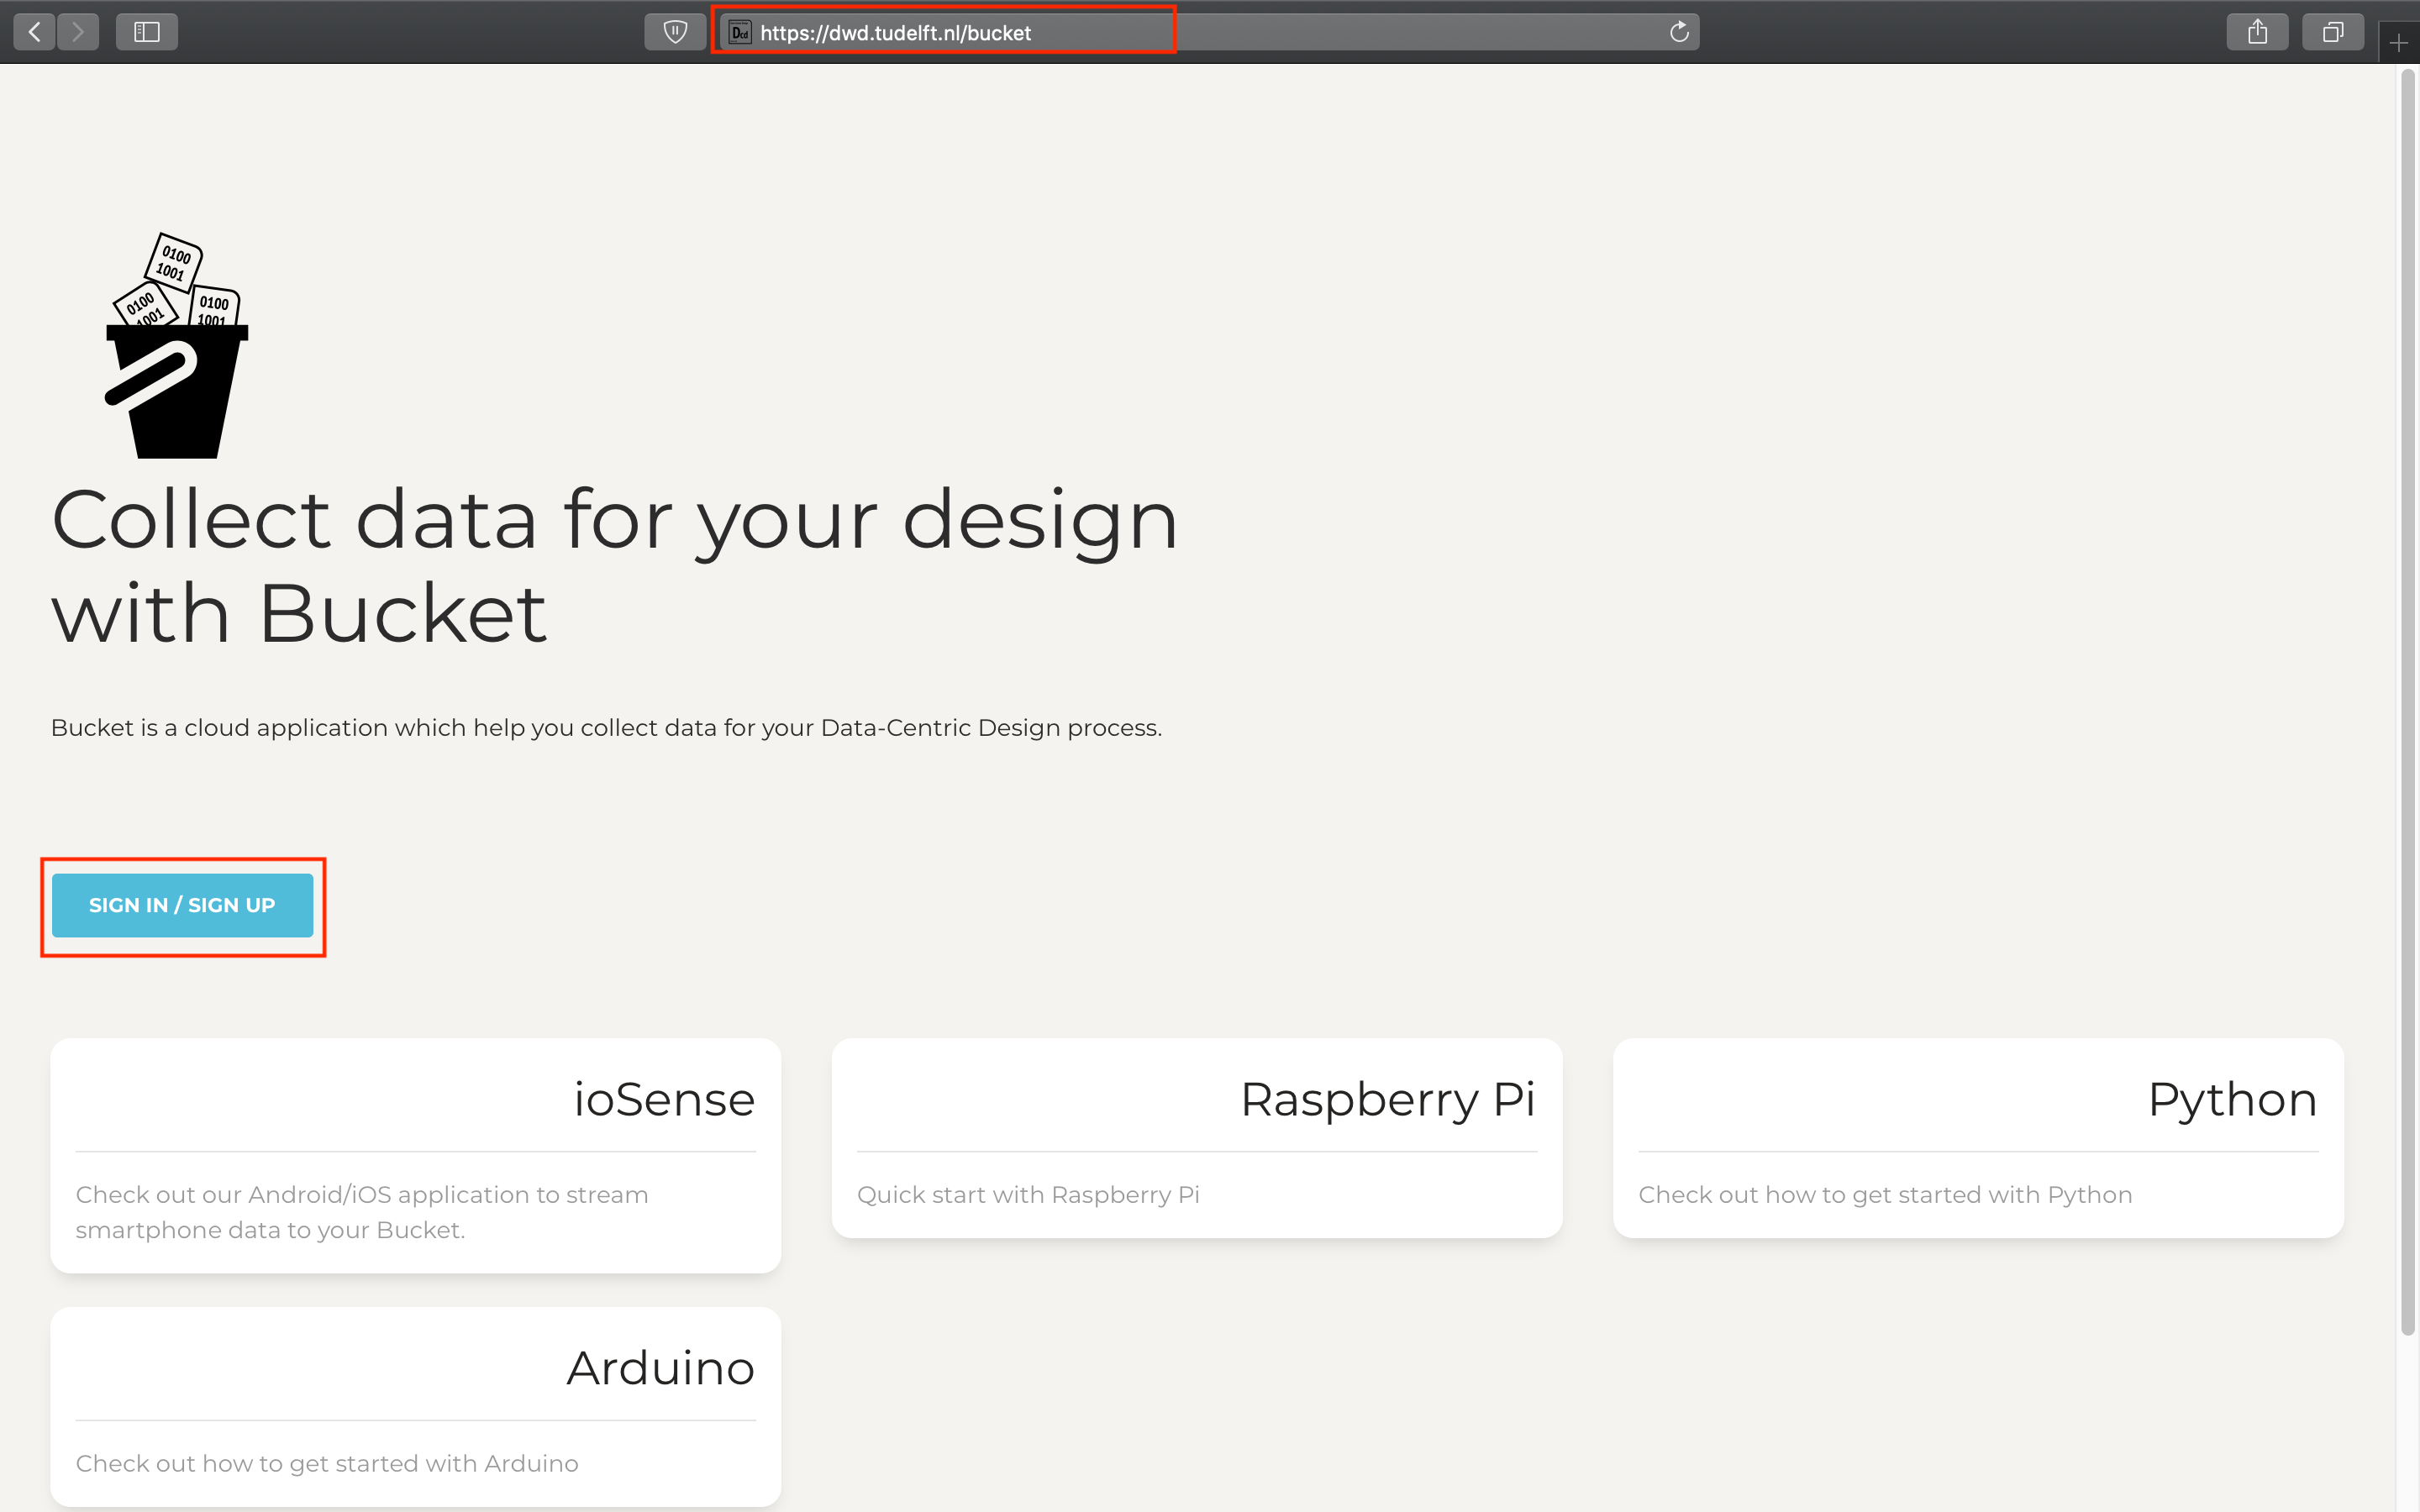 Dcd
https://dwd.tudelft.nl/bucket
0100
1001
0100
1001
0100
1001
Collect data for your design
with Bucket
Bucket is a cloud application which help you collect data for your Data-Centric Design process.
SIGN IN / SIGN UP
ioSense
Check out our Android/iOS application to stream
smartphone data to your Bucket.
Raspberry Pi
Quick start with Raspberry Pi
Python
Check out how to get started with Python
Arduino
Check out how to get started with Arduino